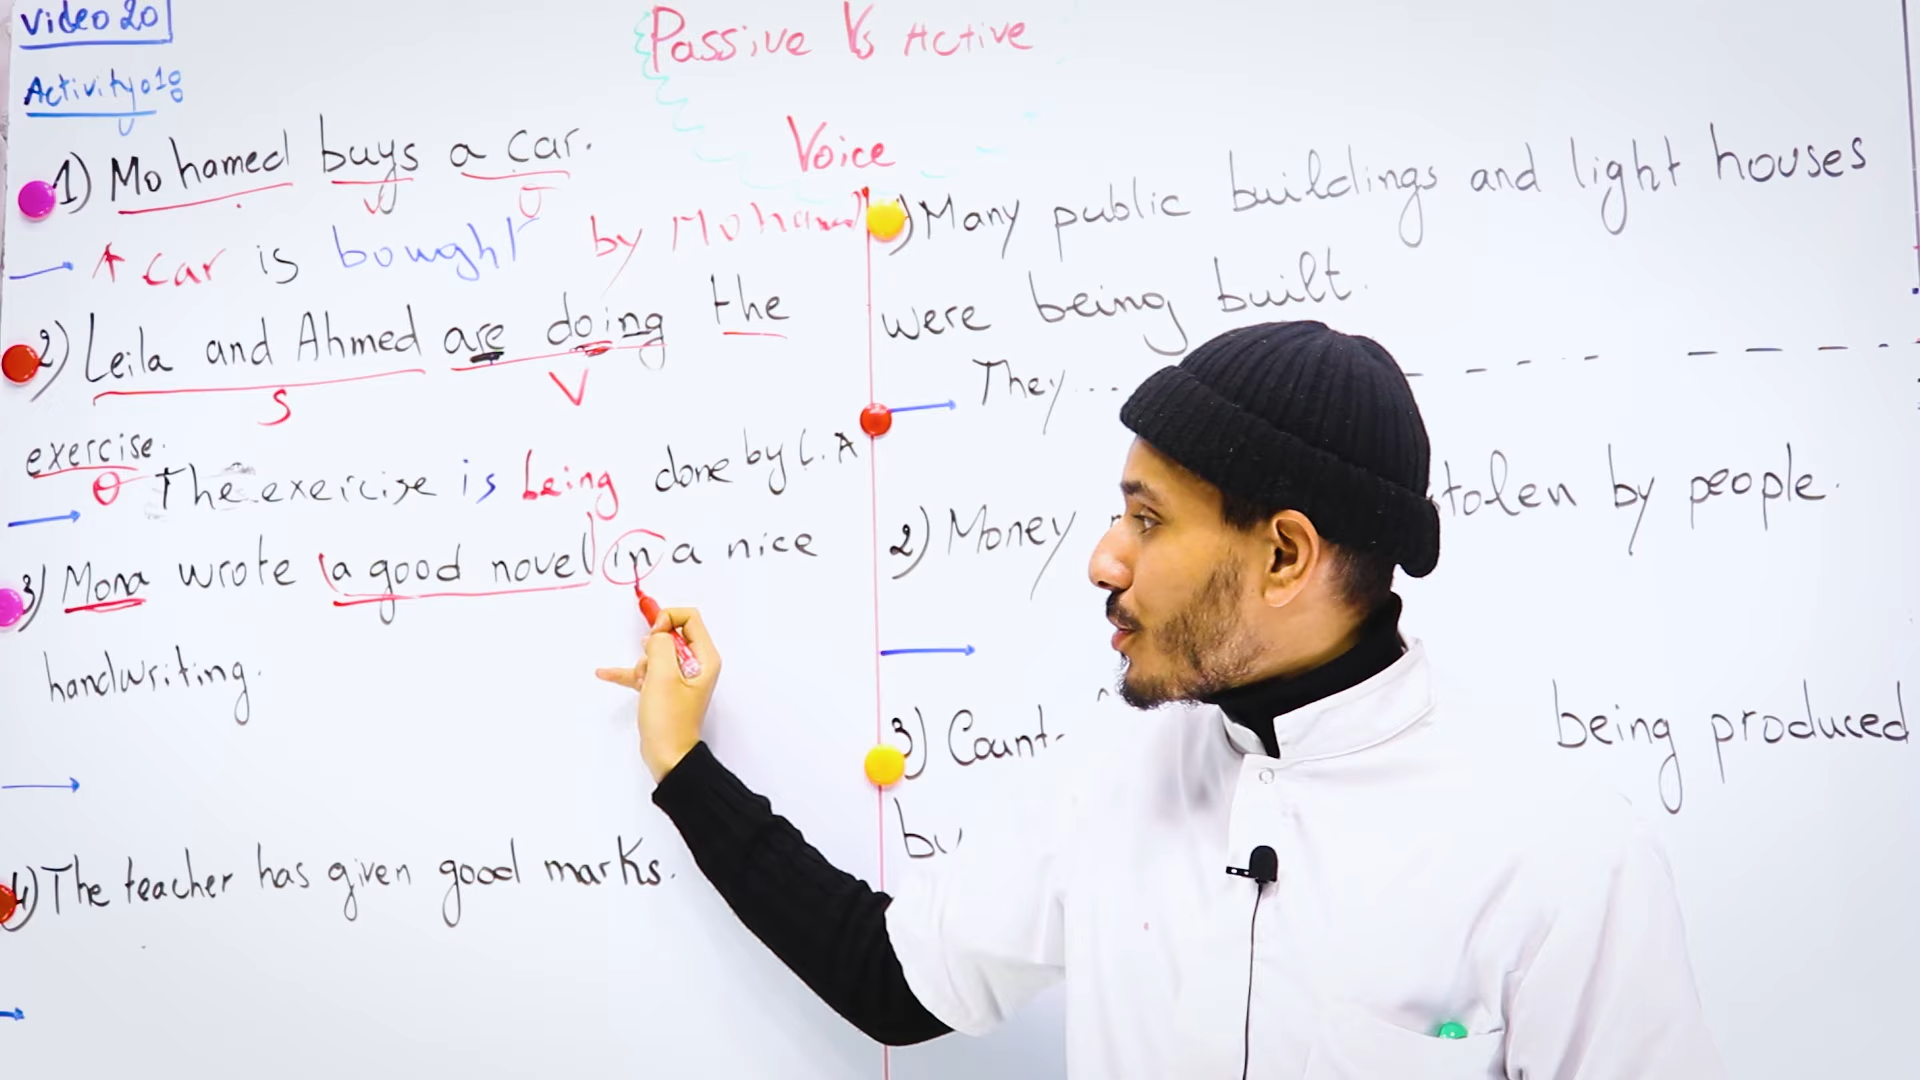 Video 20
Activity 01:
Passive Vs Active
Voice
1) Mohamed buys a car.
A car is bought by Mohamed
2) Leila and Ahmed are doing the
S V
exercise.
O The exercise is being done by L.A
3) Mona wrote (a good novel) in a nice
handwriting.
4) The teacher has given good marks.
) Many public buildings and light houses
were being built.
They ...
2) Money tolen by people.
3) Count being produced